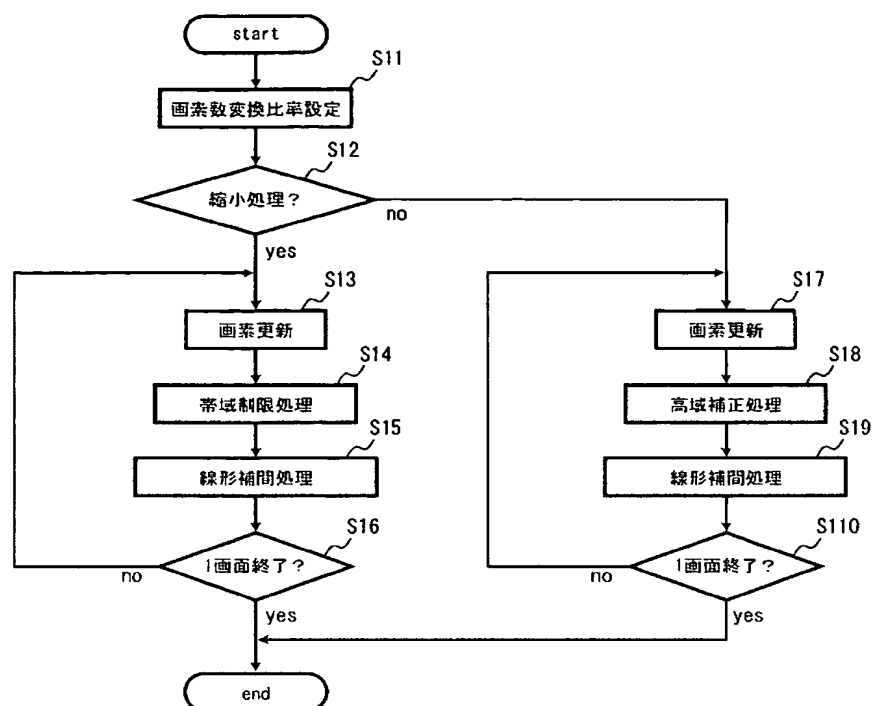 start
S11
画素数変換比率設定
S12
縮小処理？
no
yes
S13
画素更新
S14
帯域制限処理
S15
線形補間処理
S16
1画面終了？
no
yes
S17
画素更新
S18
高域補正処理
S19
線形補間処理
S110
1画面終了？
no
yes
end